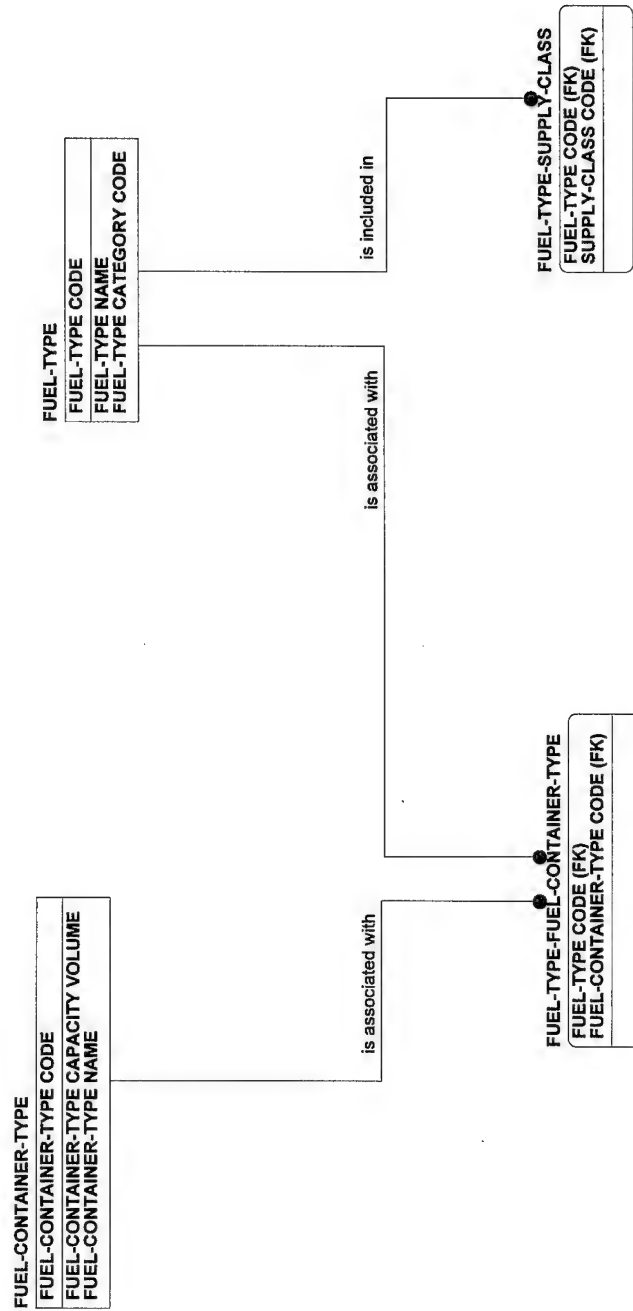 FUEL-CONTAINER-TYPE
FUEL-CONTAINER-TYPE CODE
FUEL-CONTAINER-TYPE CAPACITY VOLUME
FUEL-CONTAINER-TYPE NAME
FUEL-TYPE
FUEL-TYPE CODE
FUEL-TYPE NAME
FUEL-TYPE CATEGORY CODE
is associated with
is associated with
is included in
FUEL-TYPE-FUEL-CONTAINER-TYPE
FUEL-TYPE CODE (FK)
FUEL-CONTAINER-TYPE CODE (FK)
FUEL-TYPE-SUPPLY-CLASS
FUEL-TYPE CODE (FK)
SUPPLY-CLASS CODE (FK)